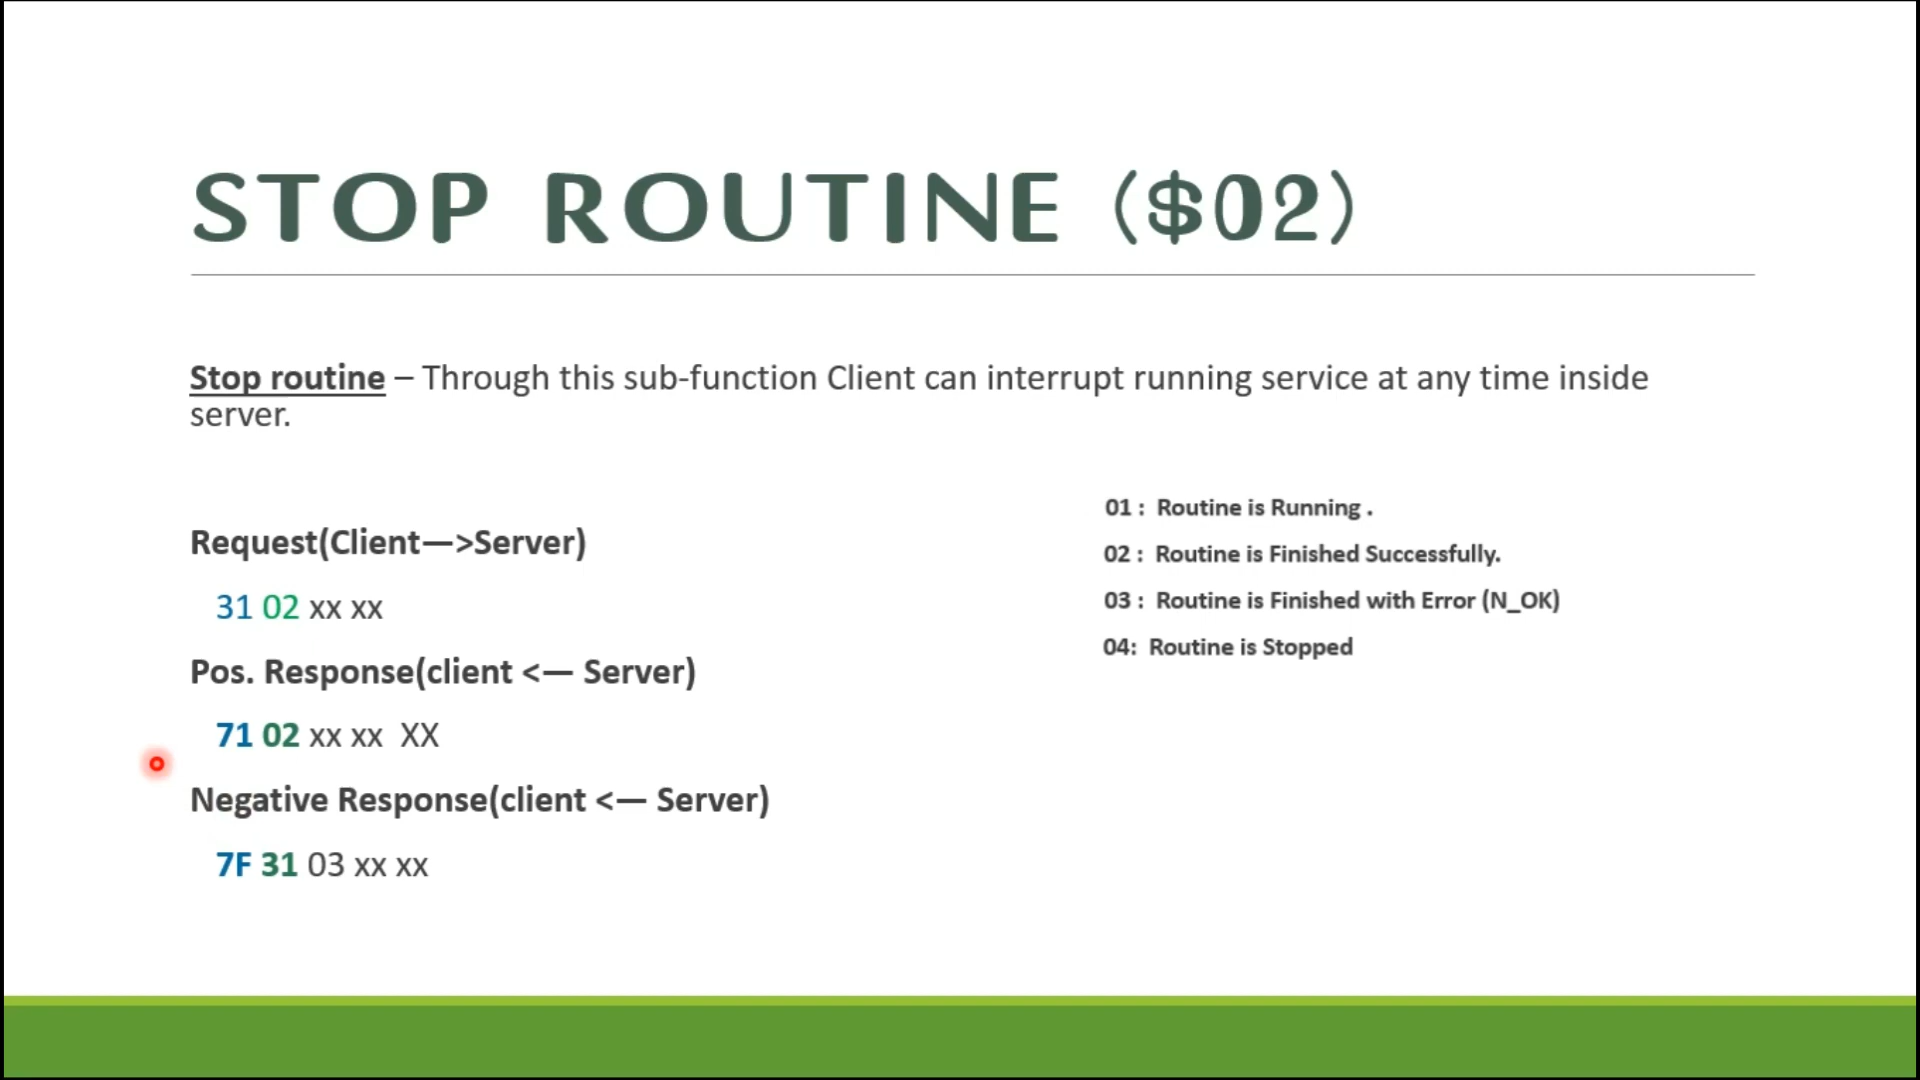 STOP ROUTINE ($02)
Stop routine – Through this sub-function Client can interrupt running service at any time inside
server.
Request(Client—>Server)
31 02 xx xx
Pos. Response(client <— Server)
71 02 xx xx  XX
Negative Response(client <— Server)
7F 31 03 xx xx
01 :  Routine is Running .
02 :  Routine is Finished Successfully.
03 :  Routine is Finished with Error (N_OK)
04:  Routine is Stopped